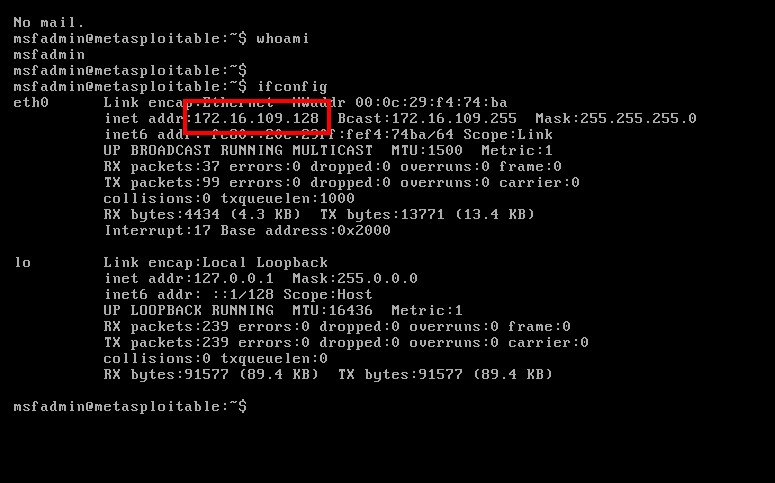 No mail.
msfadmin@metasploitable:~$ whoami
msfadmin
msfadmin@metasploitable:~$
msfadmin@metasploitable:~$ ifconfig
eth0 Link encap:Ethernet HWaddr 00:0c:29:f4:74:ba
inet addr:172.16.109.128 Bcast:172.16.109.255 Mask:255.255.255.0
inet6 addr: fe80::20c:29ff:fef4:74ba/64 Scope:Link
UP BROADCAST RUNNING MULTICAST MTU:1500 Metric:1
RX packets:37 errors:0 dropped:0 overruns:0 frame:0
TX packets:99 errors:0 dropped:0 overruns:0 carrier:0
collisions:0 txqueuelen:1000
RX bytes:4434 (4.3 KB) TX bytes:13771 (13.4 KB)
Interrupt:17 Base address:0x2000
lo Link encap:Local Loopback
inet addr:127.0.0.1 Mask:255.0.0.0
inet6 addr: ::1/128 Scope:Host
UP LOOPBACK RUNNING MTU:16436 Metric:1
RX packets:239 errors:0 dropped:0 overruns:0 frame:0
TX packets:239 errors:0 dropped:0 overruns:0 carrier:0
collisions:0 txqueuelen:0
RX bytes:91577 (89.4 KB) TX bytes:91577 (89.4 KB)
msfadmin@metasploitable:~$